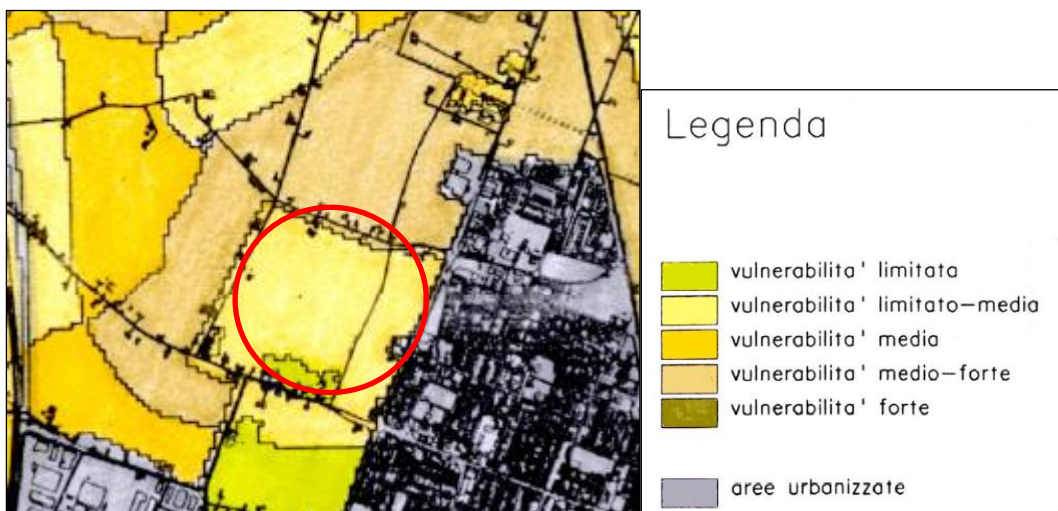 Legenda
vulnerabilita' limitata
vulnerabilita' limitato-media
vulnerabilita' media
vulnerabilita' medio-forte
vulnerabilita' forte
aree urbanizzate